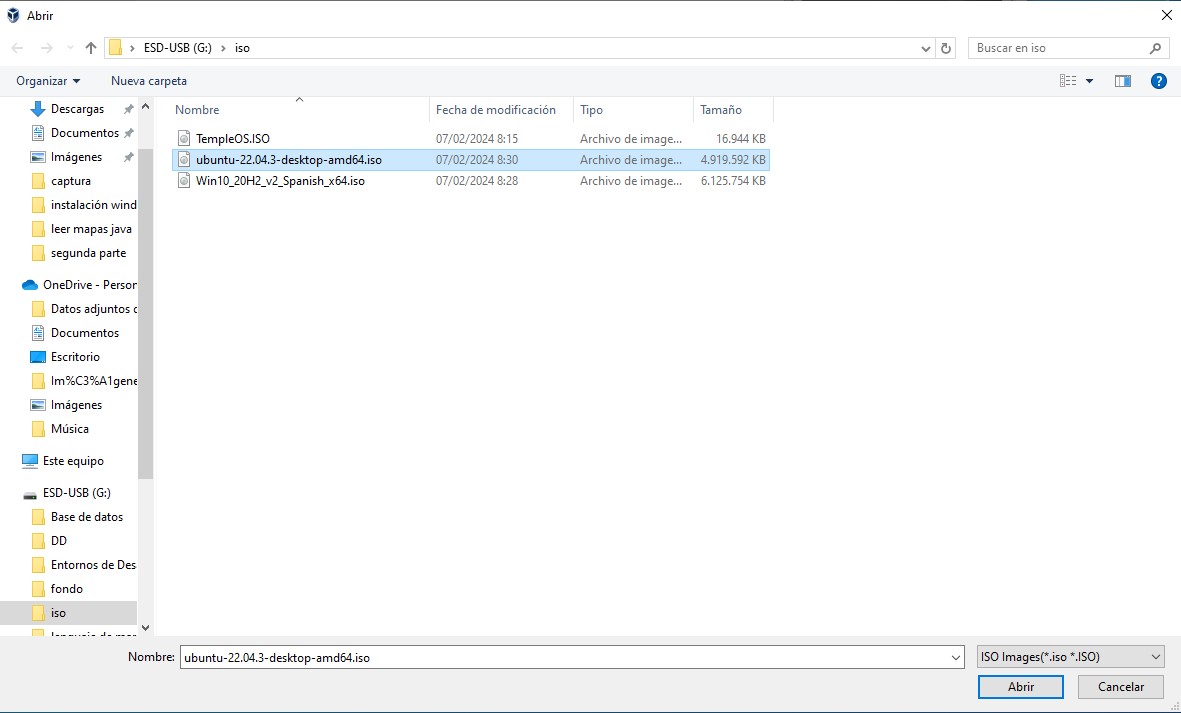 Abrir
ESD-USB (G:) › iso
Buscar en iso
Organizar
Nueva carpeta
Nombre Fecha de modificación Tipo Tamaño
TempleOS.ISO 07/02/2024 8:15 Archivo de image... 16.944 KB
ubuntu-22.04.3-desktop-amd64.iso 07/02/2024 8:30 Archivo de image... 4.919.592 KB
Win10_20H2_v2_Spanish_x64.iso 07/02/2024 8:28 Archivo de image... 6.125.754 KB
Descargas
Documentos
Imágenes
captura
instalación wind
leer mapas java
segunda parte
OneDrive - Person
Datos adjuntos d
Documentos
Escritorio
Im%C3%A1gene
Imágenes
Música
Este equipo
ESD-USB (G:)
Base de datos
DD
Entornos de Des
fondo
iso
Nombre: ubuntu-22.04.3-desktop-amd64.iso
ISO Images(*.iso *.ISO)
Abrir
Cancelar